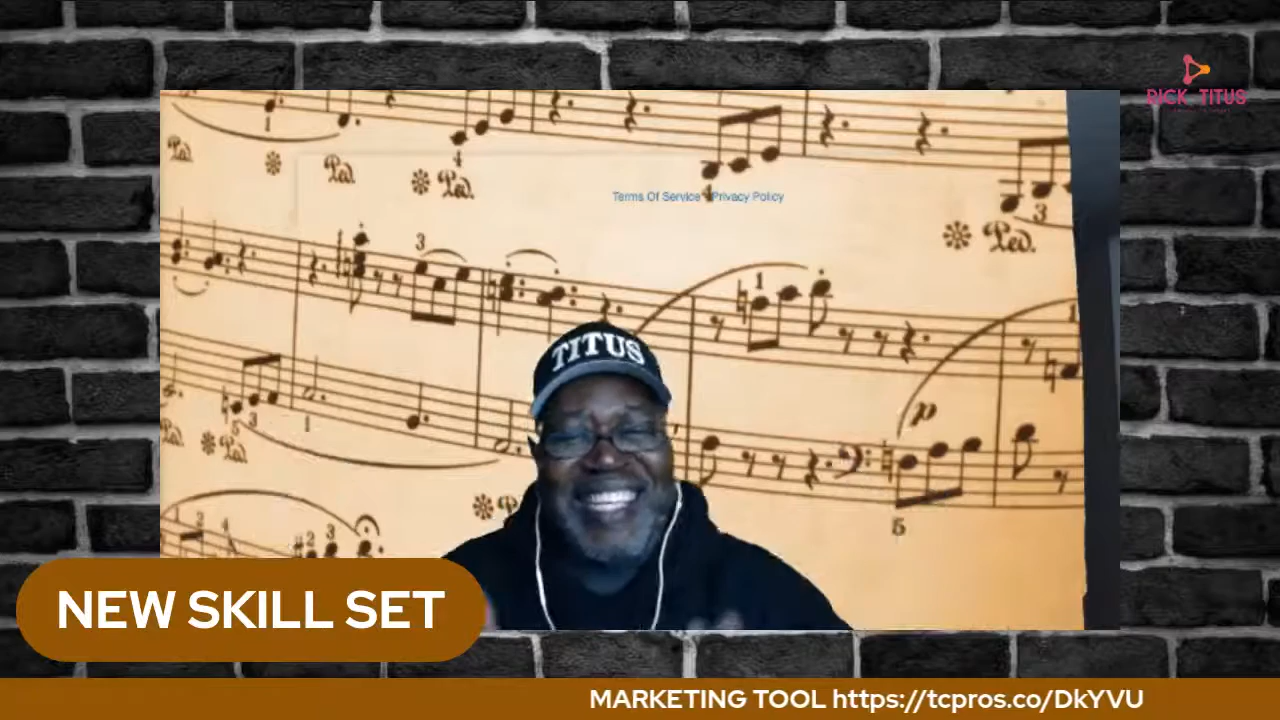 RICK TITUS
Terms Of Service
Privacy Policy
TITUS
NEW SKILL SET
MARKETING TOOL https://tcpros.co/DkYVU